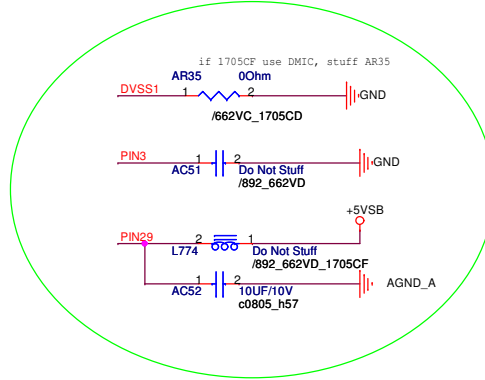 if 1705CF use DMIC, stuff AR35
AR35 0Ohm
DVSS1 1 2 GND
/662VC_1705CD
PIN3 1 2 GND
AC51 Do Not Stuff
/892_662VD
+5VSB
PIN29 2 1
L774 Do Not Stuff
/892_662VD_1705CF
1 2 AGND_A
AC52 10UF/10V
c0805_h57